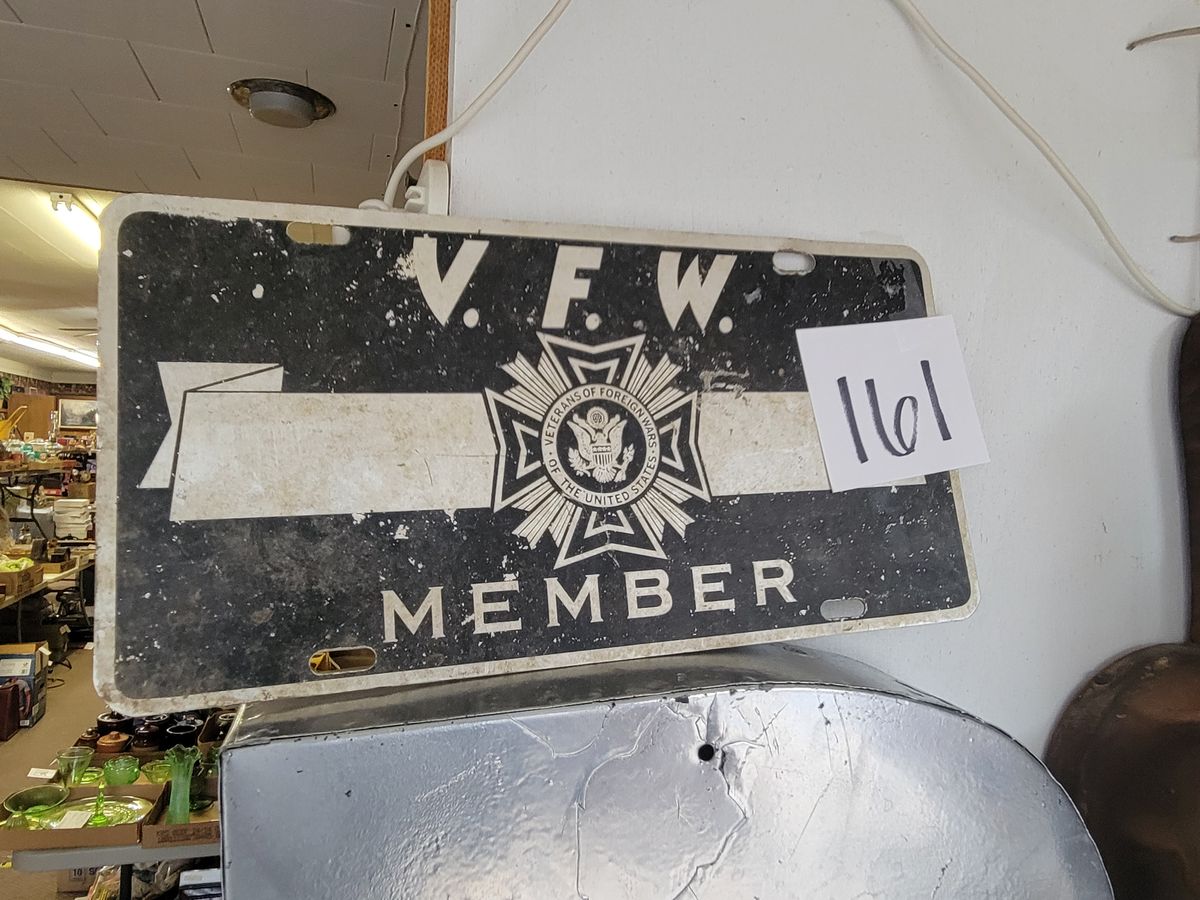 V. F. W.
VETERANS OF FOREIGN WARS
OF THE UNITED STATES
MEMBER
161